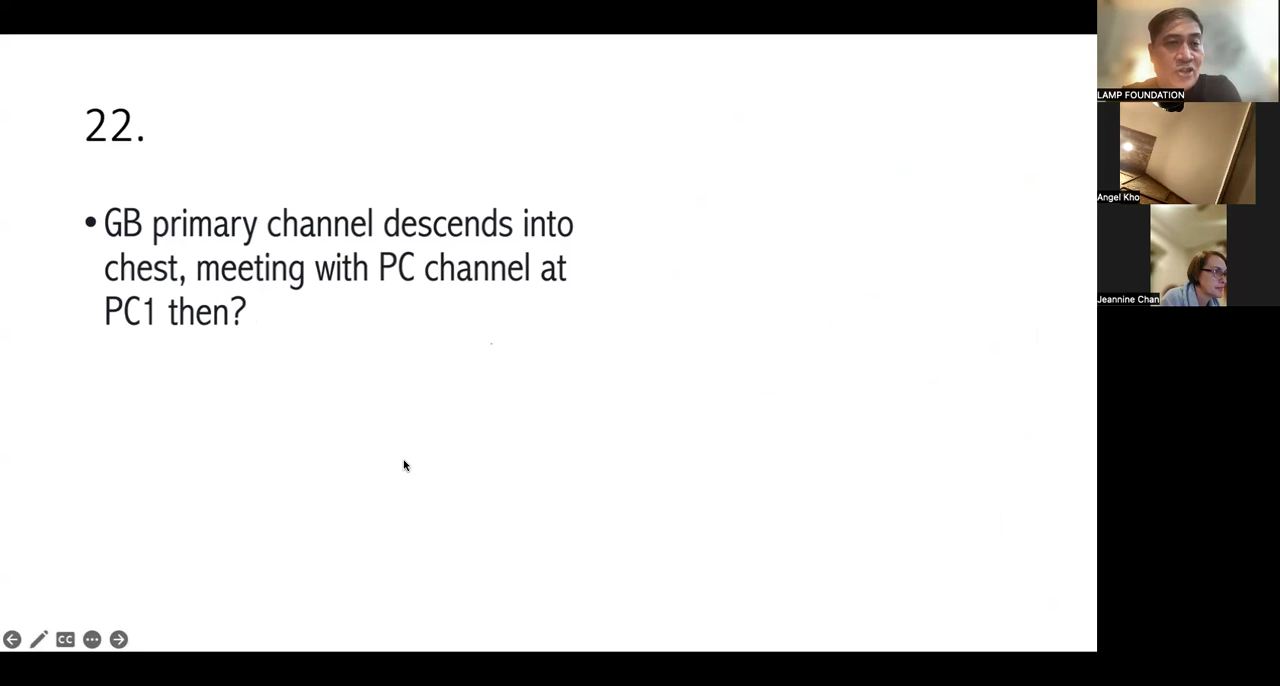 22.
• GB primary channel descends into
chest, meeting with PC channel at
PC1 then?
LAMP FOUNDATION
Angel Kho
Jeannine Chan
CC